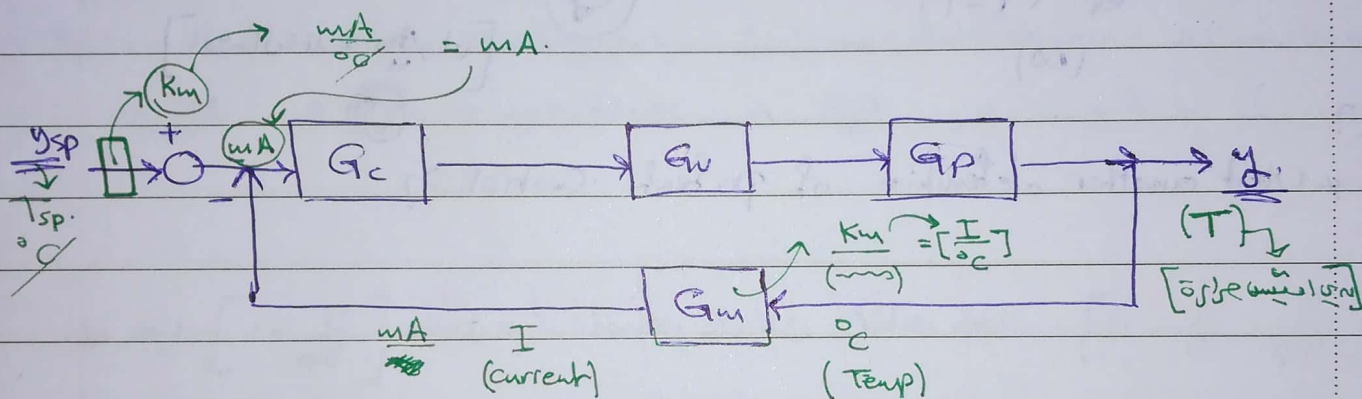 mA
°C = mA.
Km
ysp + mA Gc Gv Gp y.
-
Tsp.
°C
Km = [I
(~~~) °C]
(T)
Gm
mA I °C
(current) (Temp)